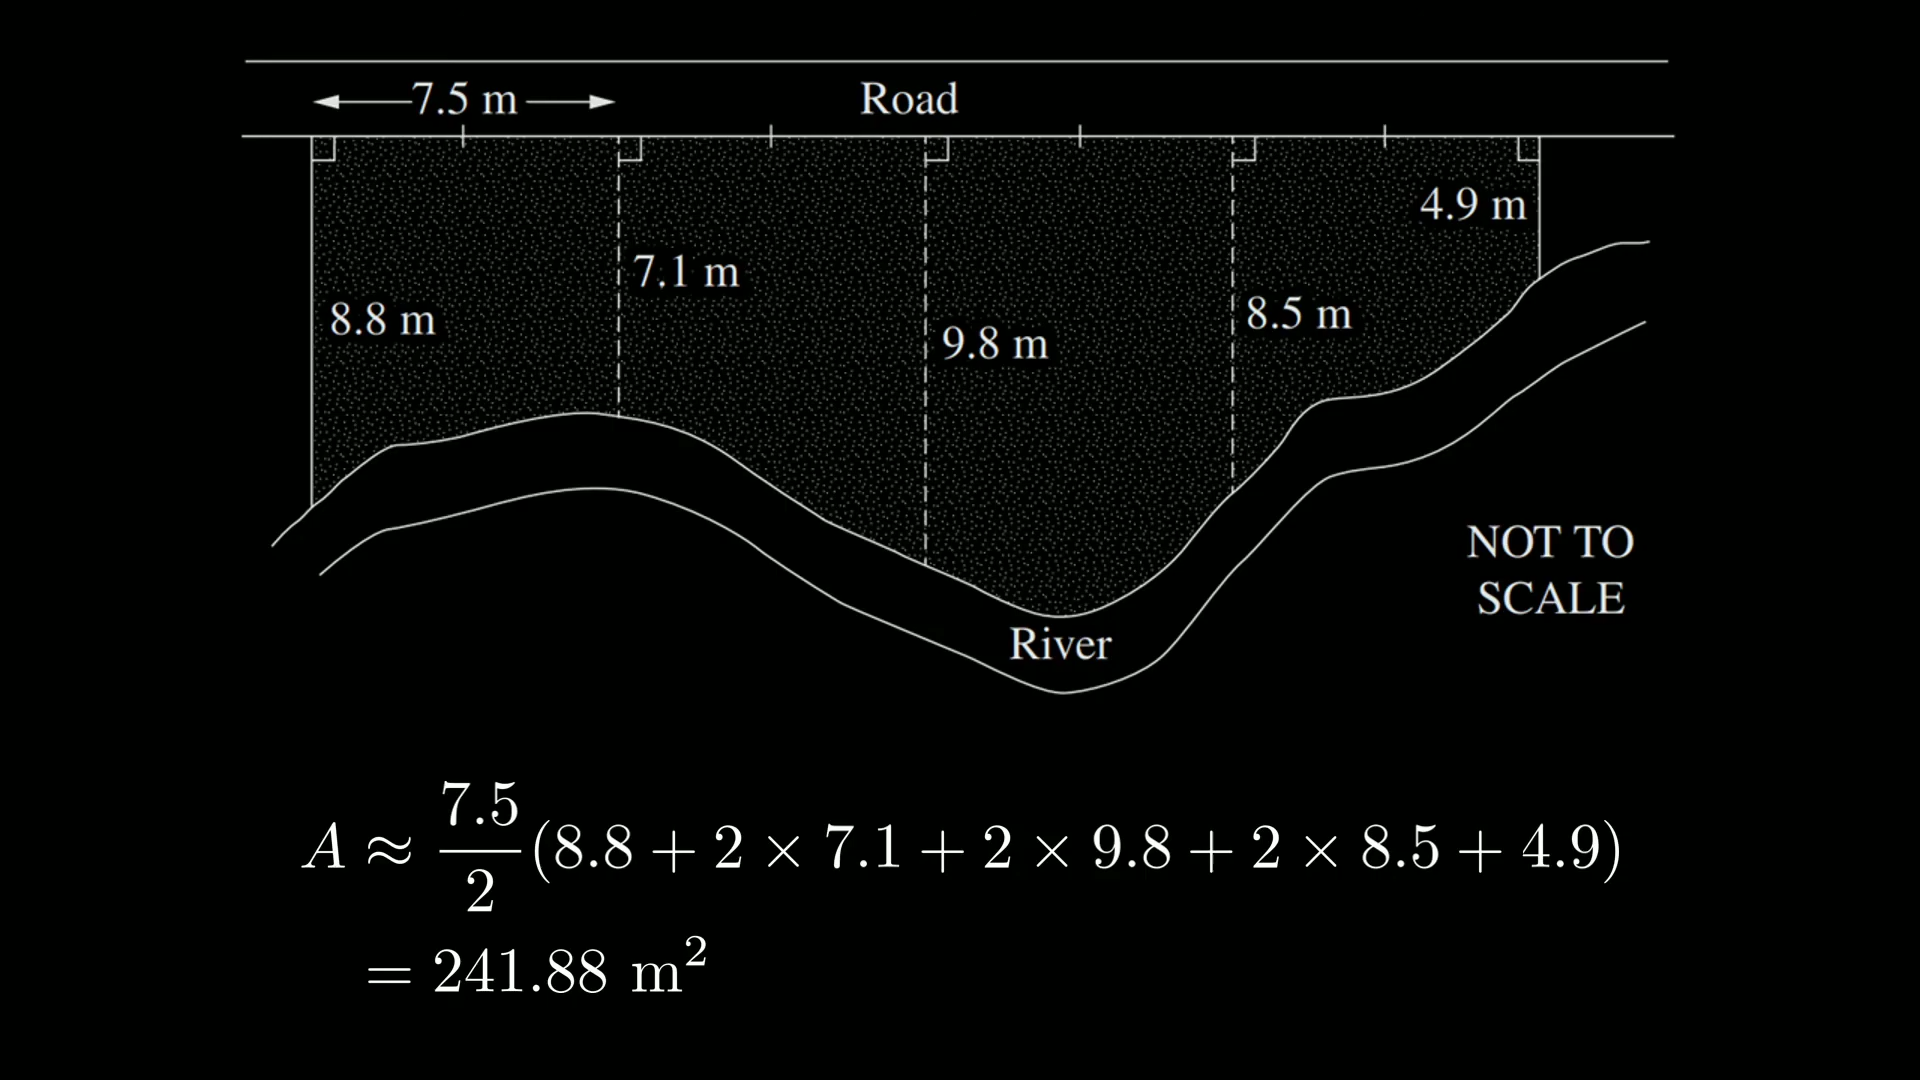 7.5 m
Road
4.9 m
7.1 m
8.8 m
8.5 m
9.8 m
NOT TO
SCALE
River
A ≈ \frac{7.5}{2}(8.8 + 2 × 7.1 + 2 × 9.8 + 2 × 8.5 + 4.9)
= 241.88 m²